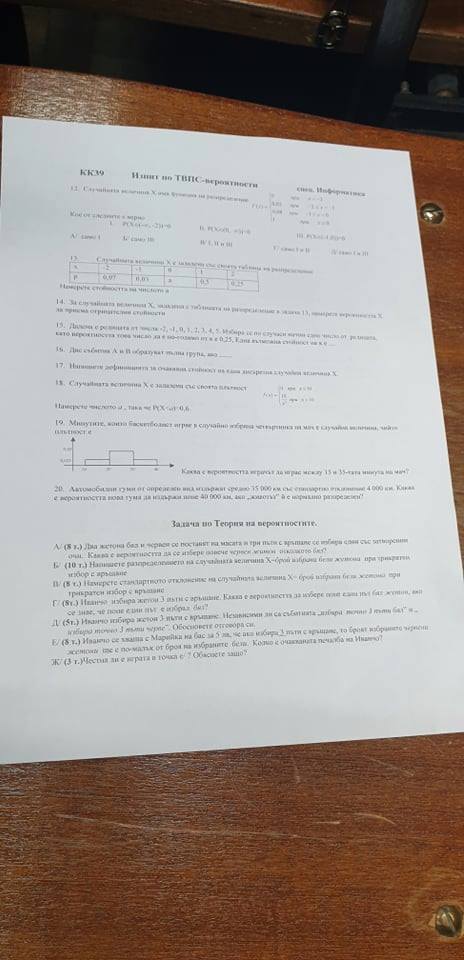 КК39 Изпит по ТВПС-вероятности спец. Информатика
12. Случайната величина X има функция на разпределение
Кое от следните е вярно
I. P(X∈(-∞, -2))=0 II. P(X∈(0, ∞))=0 III.
А/ само I Б/ само III В/ I, II и III Г/ само I и II Д/ само I и III
13. Случайната величина X е зададена със своята таблица на разпределение
x -2 -1 0 1 2
p 0,07 0,03 a 0,5 0,25
Намерете стойността на числото a
14. За случайната величина X, зададена с таблицата на разпределение в задача 13, намерете вероятността X
да приема отрицателни стойности
15. Дадена е редицата от числа -2, -1, 0, 1, 2, 3, 4, 5. Избира се по случаен начин едно число от редицата,
като вероятността това число да е по-голямо от к е 0,25. Една възможна стойност на к е ....
16. Две събития А и В образуват пълна група, ако .....
17. Напишете дефиницията за очаквана стойност на една дискретна случайна величина X.
18. Случайната величина X е зададена със своята плътност
Намерете числото a , така че P(X<a)=0,6
19. Минутите, които баскетболист играе в случайно избрана четвъртинка на мач е случайна величина, чийто
плътност е
Каква е вероятността играчът да играе между 15 и 35-тата минута на мач?
20. Автомобилни гуми от определен вид издържат средно 35 000 км със стандартно отклонение 4 000 км. Каква
е вероятността нова гума да издържи поне 40 000 км, ако „животът“ ѝ е нормално разпределен?
Задача по Теория на вероятностите.
А/ (8 т.) Два жетона бял и червен се поставят на масата и три пъти с връщане се избира един със затворени
очи. Каква е вероятността да се избере повече червен жетон отколкото бял?
Б/ (10 т.) Напишете разпределението на случайната величина X=брой избрани бели жетона при трикратен
избор с връщане
В/ (8 т.) Намерете стандартното отклонение на случайната величина X= брой избрани бели жетона при
трикратен избор с връщане
Г/ (8т.) Иванчо избира жетон 3 пъти с връщане. Каква е вероятността да избере поне един път бял жетон, ако
се знае, че поне един път е избрал бял?
Д/ (5т.) Иванчо избира жетон 3 пъти с връщане. Независими ли са събитията „избира точно 3 пъти бял“ и „
избира точно 3 пъти черве“. Обосновете отговора си.
Е/ (8 т.) Иванчо се хваща с Марийка на бас за 5 лв, че ако избира 3 пъти с връщане, то броят избраните червени
жетони ще е по-малък от броя на избраните бели. Колко е очакваната печалба на Иванчо?
Ж/ (3 т.)Честна ли е играта в точка е/ ? Обяснете защо?